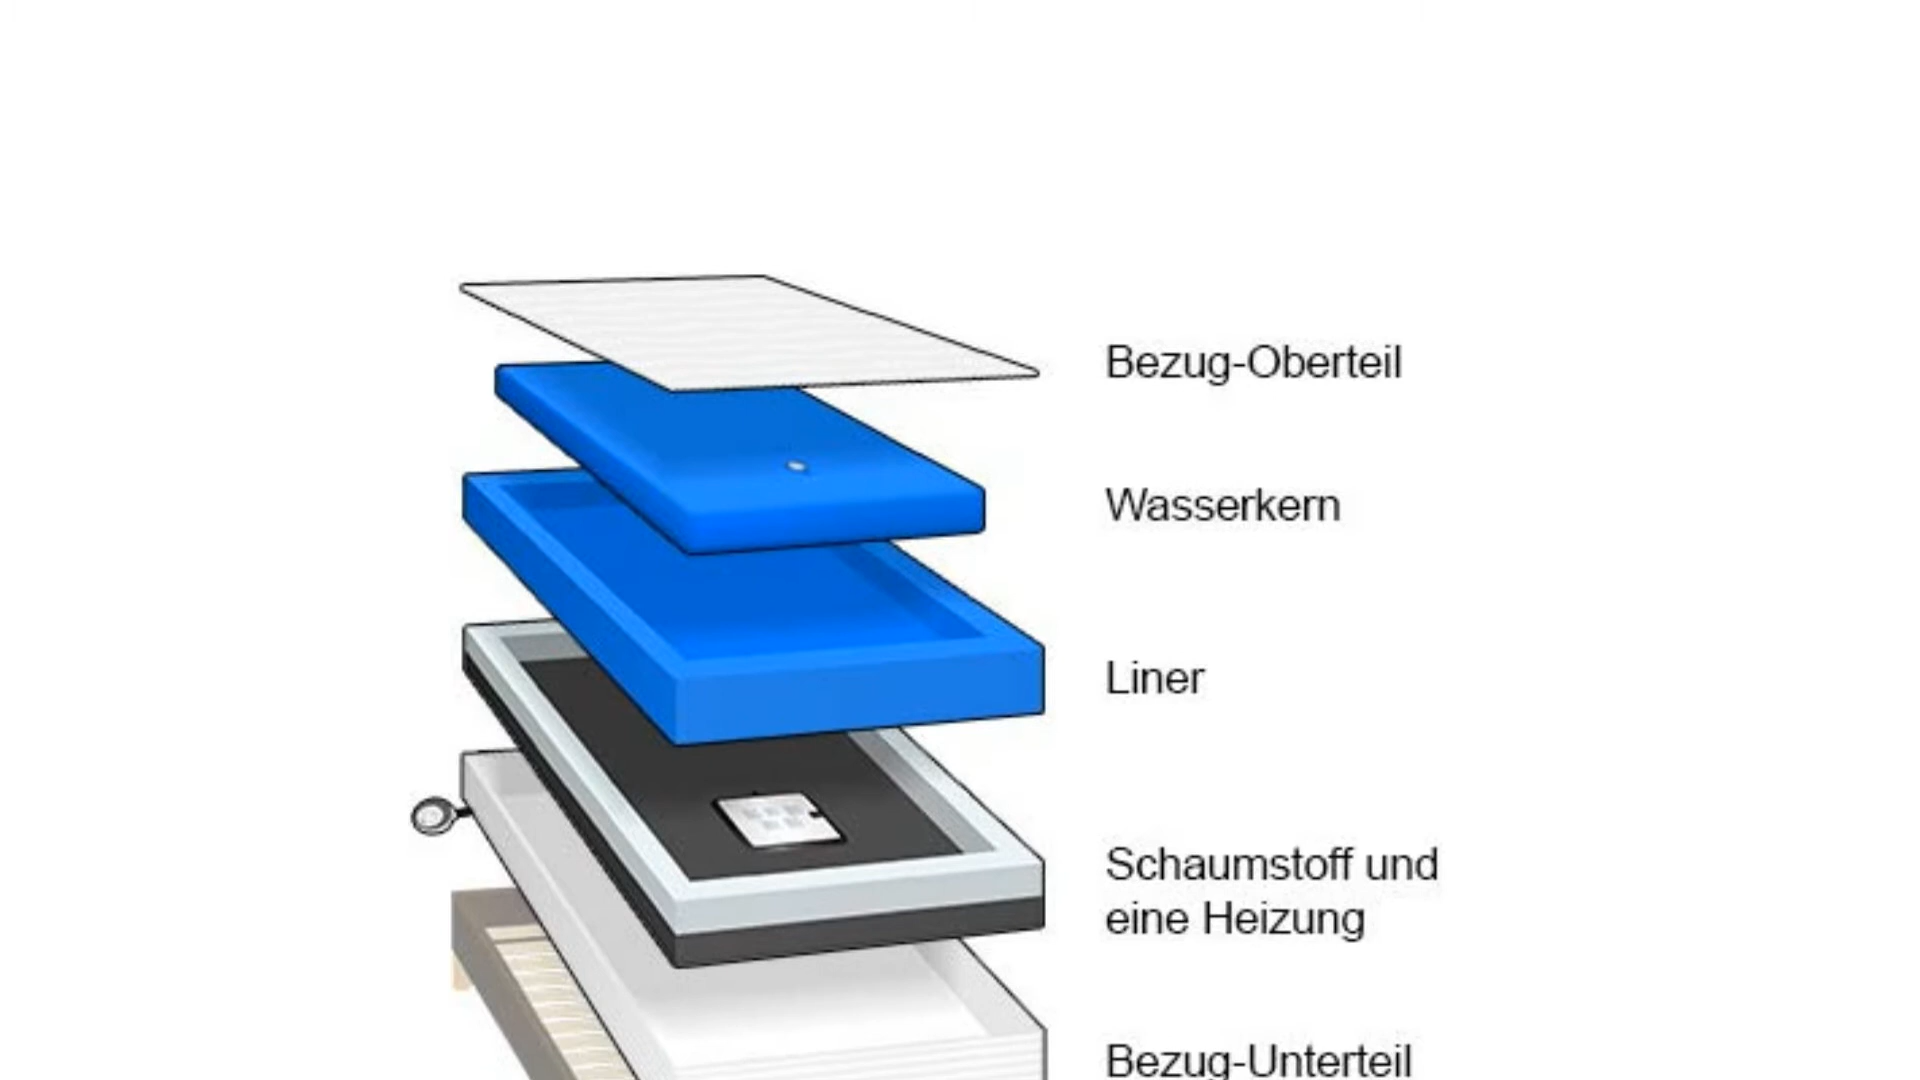 Bezug-Oberteil
Wasserkern
Liner
Schaumstoff und
eine Heizung
Bezug-Unterteil